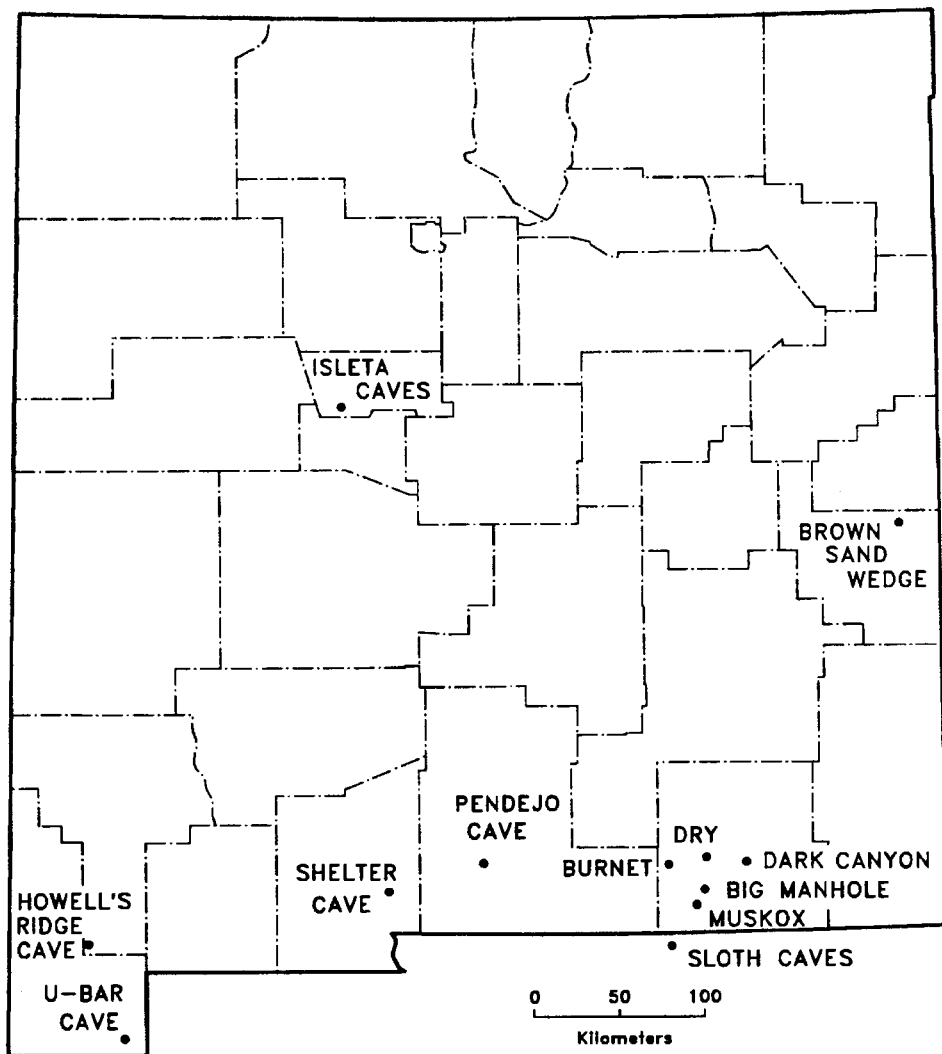 ISLETA
CAVES
BROWN
SAND
WEDGE
PENDEJO
CAVE
DRY
BURNET
DARK CANYON
SHELTER
CAVE
BIG MANHOLE
HOWELL'S
RIDGE
CAVE
MUSKOX
SLOTH CAVES
U-BAR
CAVE
0 50 100
Kilometers